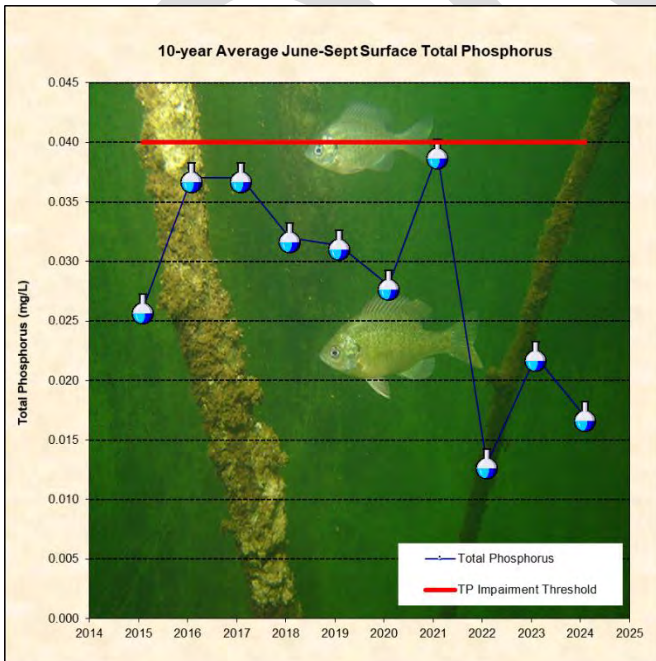 10-year Average June-Sept Surface Total Phosphorus
0.045
0.040
0.035
0.030
0.025
0.020
0.015
0.010
0.005
0.000
Total Phosphorus (mg/L)
2014 2015 2016 2017 2018 2019 2020 2021 2022 2023 2024 2025
Total Phosphorus
TP Impairment Threshold